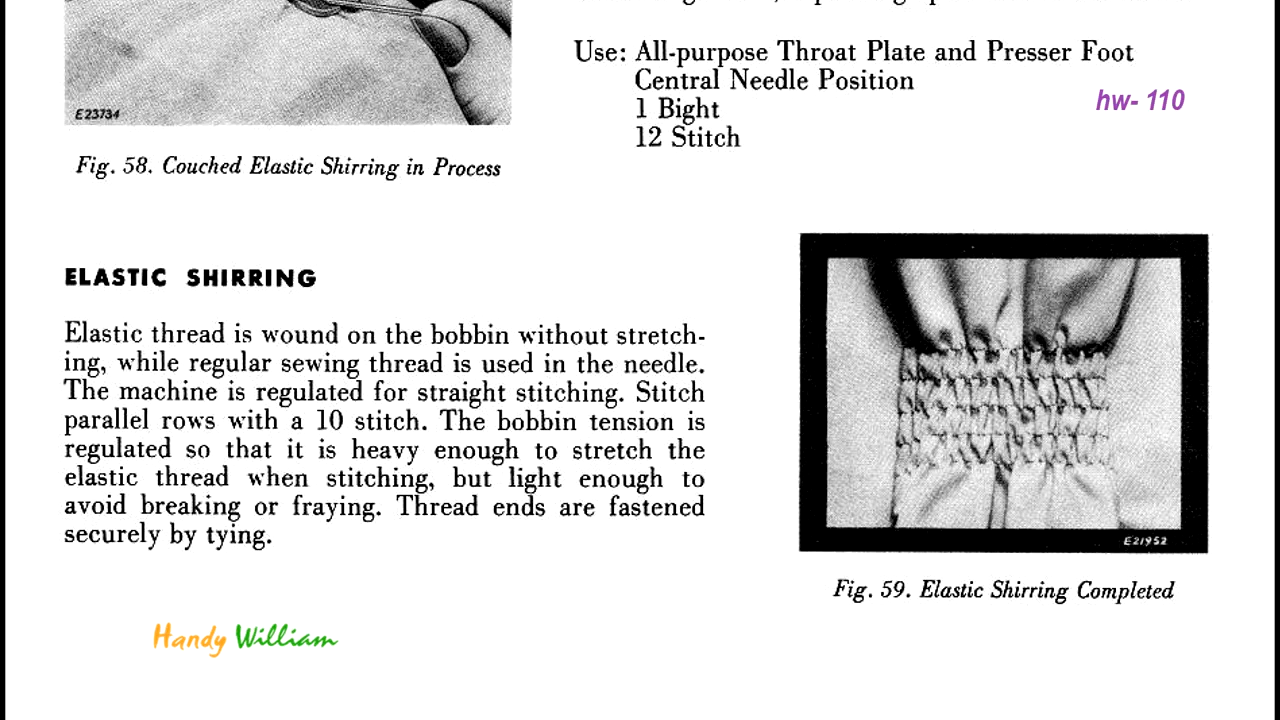 E23734
Fig. 58. Couched Elastic Shirring in Process
Use: All-purpose Throat Plate and Presser Foot
Central Needle Position
1 Bight
12 Stitch
hw- 110
ELASTIC SHIRRING
Elastic thread is wound on the bobbin without stretch-
ing, while regular sewing thread is used in the needle.
The machine is regulated for straight stitching. Stitch
parallel rows with a 10 stitch. The bobbin tension is
regulated so that it is heavy enough to stretch the
elastic thread when stitching, but light enough to
avoid breaking or fraying. Thread ends are fastened
securely by tying.
E21952
Fig. 59. Elastic Shirring Completed
Handy William